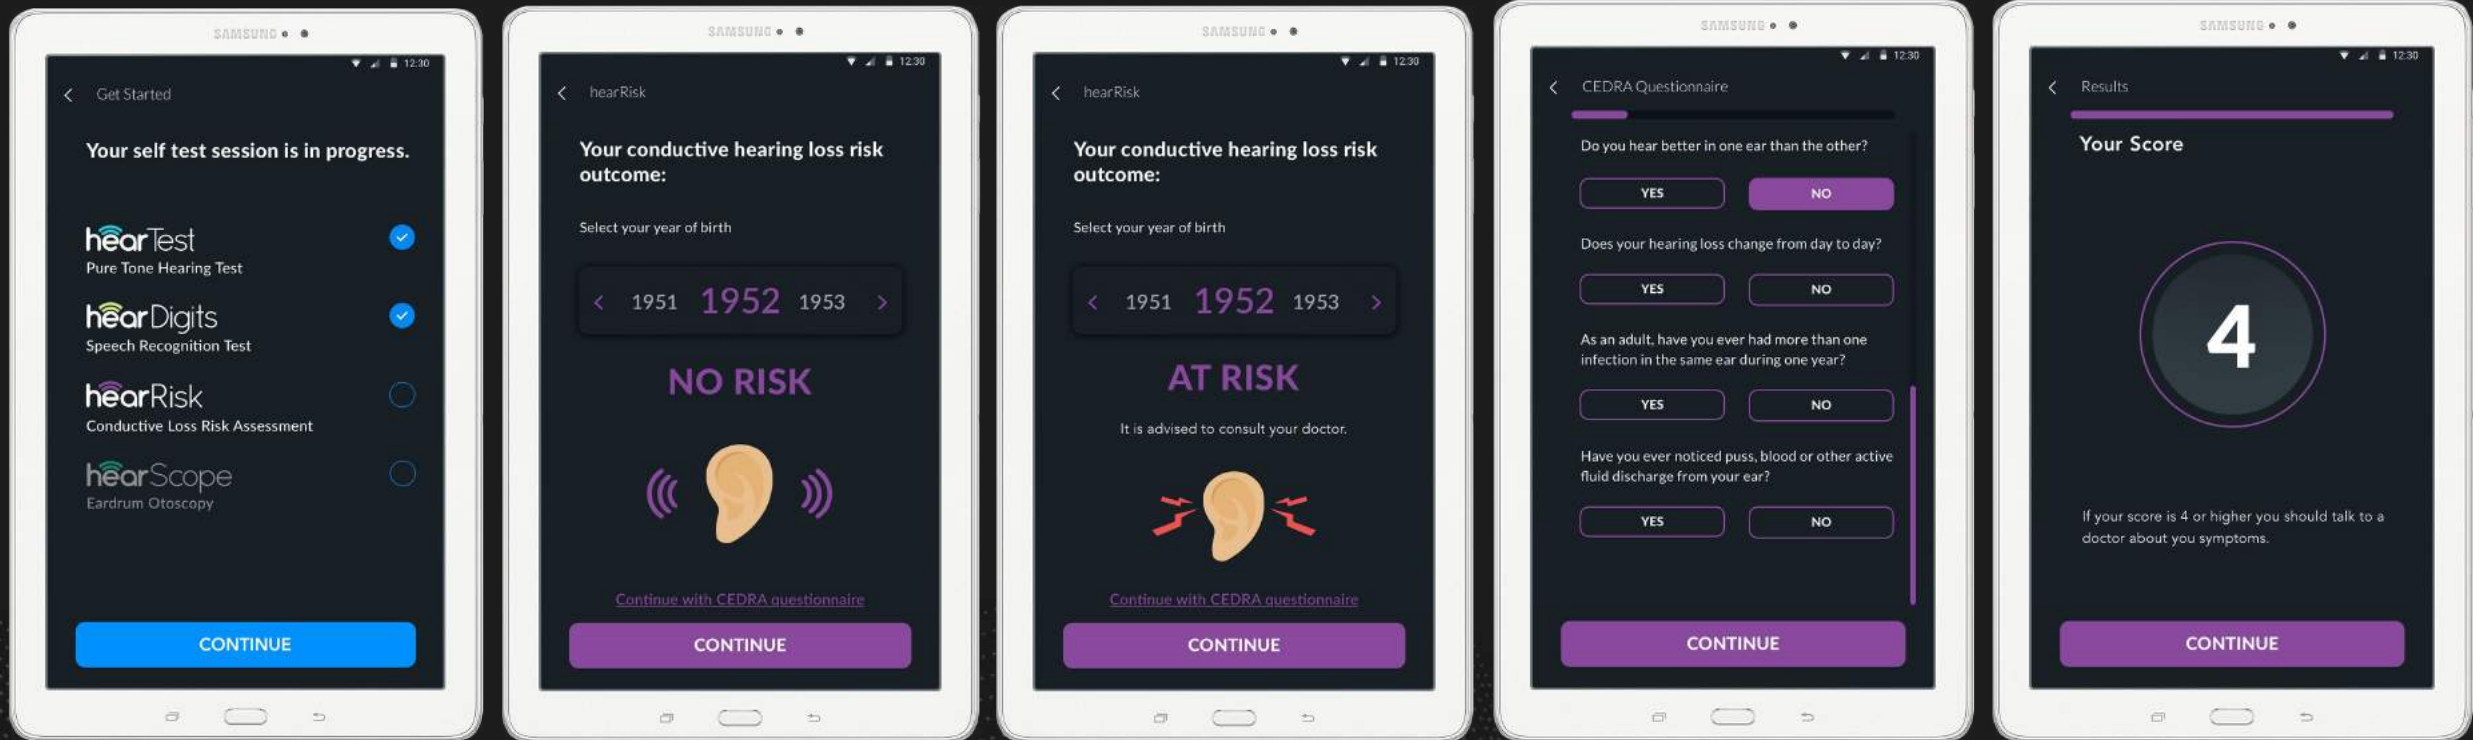 SAMSUNG
12:30
Get Started
Your self test session is in progress.
hearTest
Pure Tone Hearing Test
hearDigits
Speech Recognition Test
hearRisk
Conductive Loss Risk Assessment
hearScope
Eardrum Otoscopy
CONTINUE
SAMSUNG
12:30
hearRisk
Your conductive hearing loss risk
outcome:
Select your year of birth
1951 1952 1953
NO RISK
Continue with CEDRA questionnaire
CONTINUE
SAMSUNG
12:30
hearRisk
Your conductive hearing loss risk
outcome:
Select your year of birth
1951 1952 1953
AT RISK
It is advised to consult your doctor.
Continue with CEDRA questionnaire
CONTINUE
SAMSUNG
12:30
CEDRA Questionnaire
Do you hear better in one ear than the other?
YES NO
Does your hearing loss change from day to day?
YES NO
As an adult, have you ever had more than one
infection in the same ear during one year?
YES NO
Have you ever noticed puss, blood or other active
fluid discharge from your ear?
YES NO
CONTINUE
SAMSUNG
12:30
Results
Your Score
4
If your score is 4 or higher you should talk to a
doctor about you symptoms.
CONTINUE